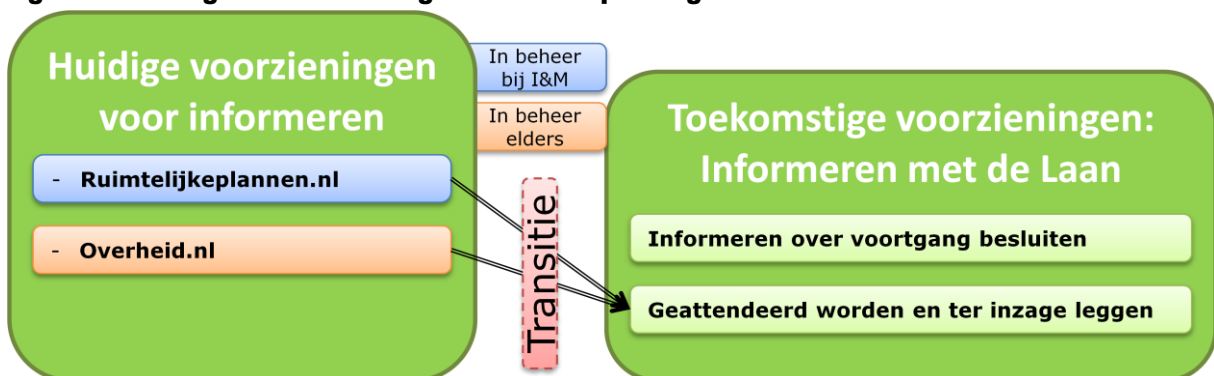 Huidige voorzieningen
voor informeren
- Ruimtelijkeplannen.nl
- Overheid.nl
In beheer
bij I&M
In beheer
elders
Transitie
Toekomstige voorzieningen:
Informeren met de Laan
Informeren over voortgang besluiten
Geattendeerd worden en ter inzage leggen